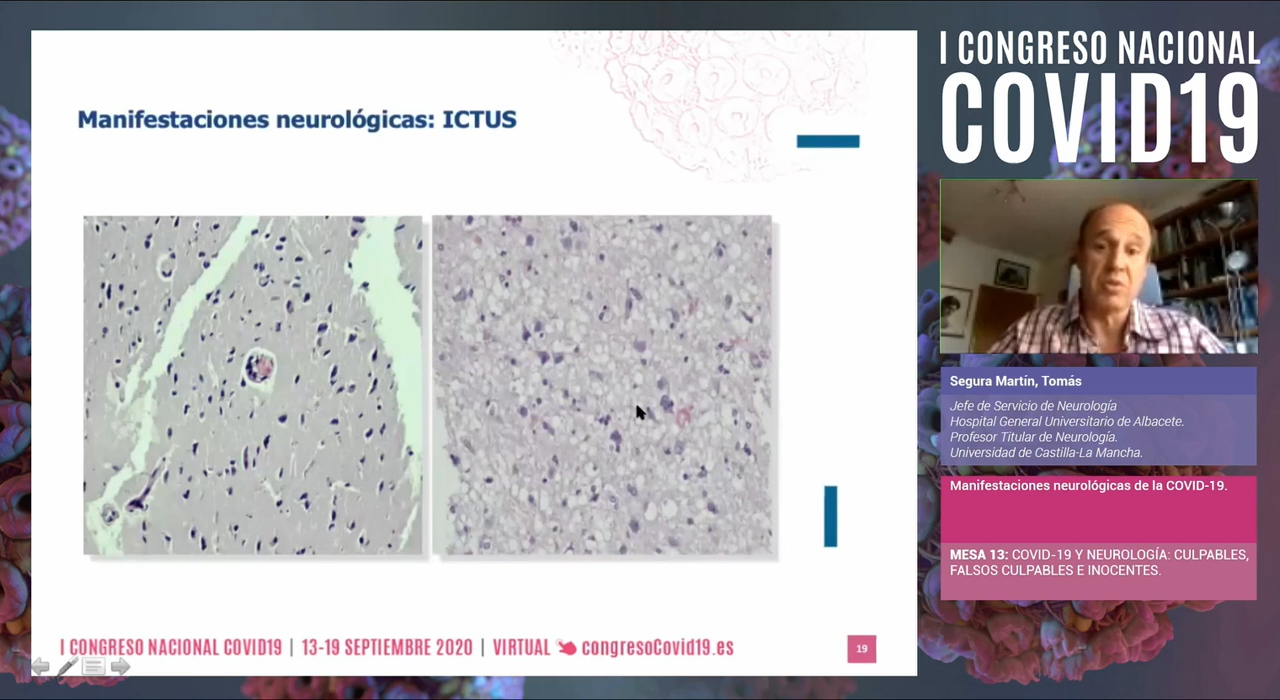 Manifestaciones neurológicas: ICTUS
I CONGRESO NACIONAL COVID19 | 13-19 SEPTIEMBRE 2020 | VIRTUAL congresoCovid19.es
19
I CONGRESO NACIONAL
COVID19
Segura Martín, Tomás
Jefe de Servicio de Neurología
Hospital General Universitario de Albacete.
Profesor Titular de Neurología.
Universidad de Castilla-La Mancha.
Manifestaciones neurológicas de la COVID-19.
MESA 13: COVID-19 Y NEUROLOGÍA: CULPABLES,
FALSOS CULPABLES E INOCENTES.